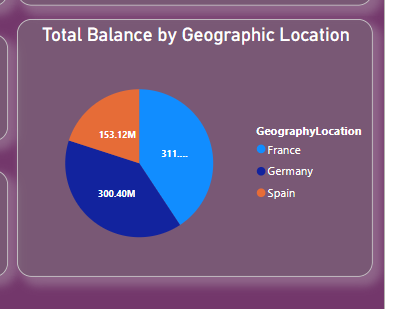 Total Balance by Geographic Location
153.12M
311....
300.40M
GeographyLocation
France
Germany
Spain